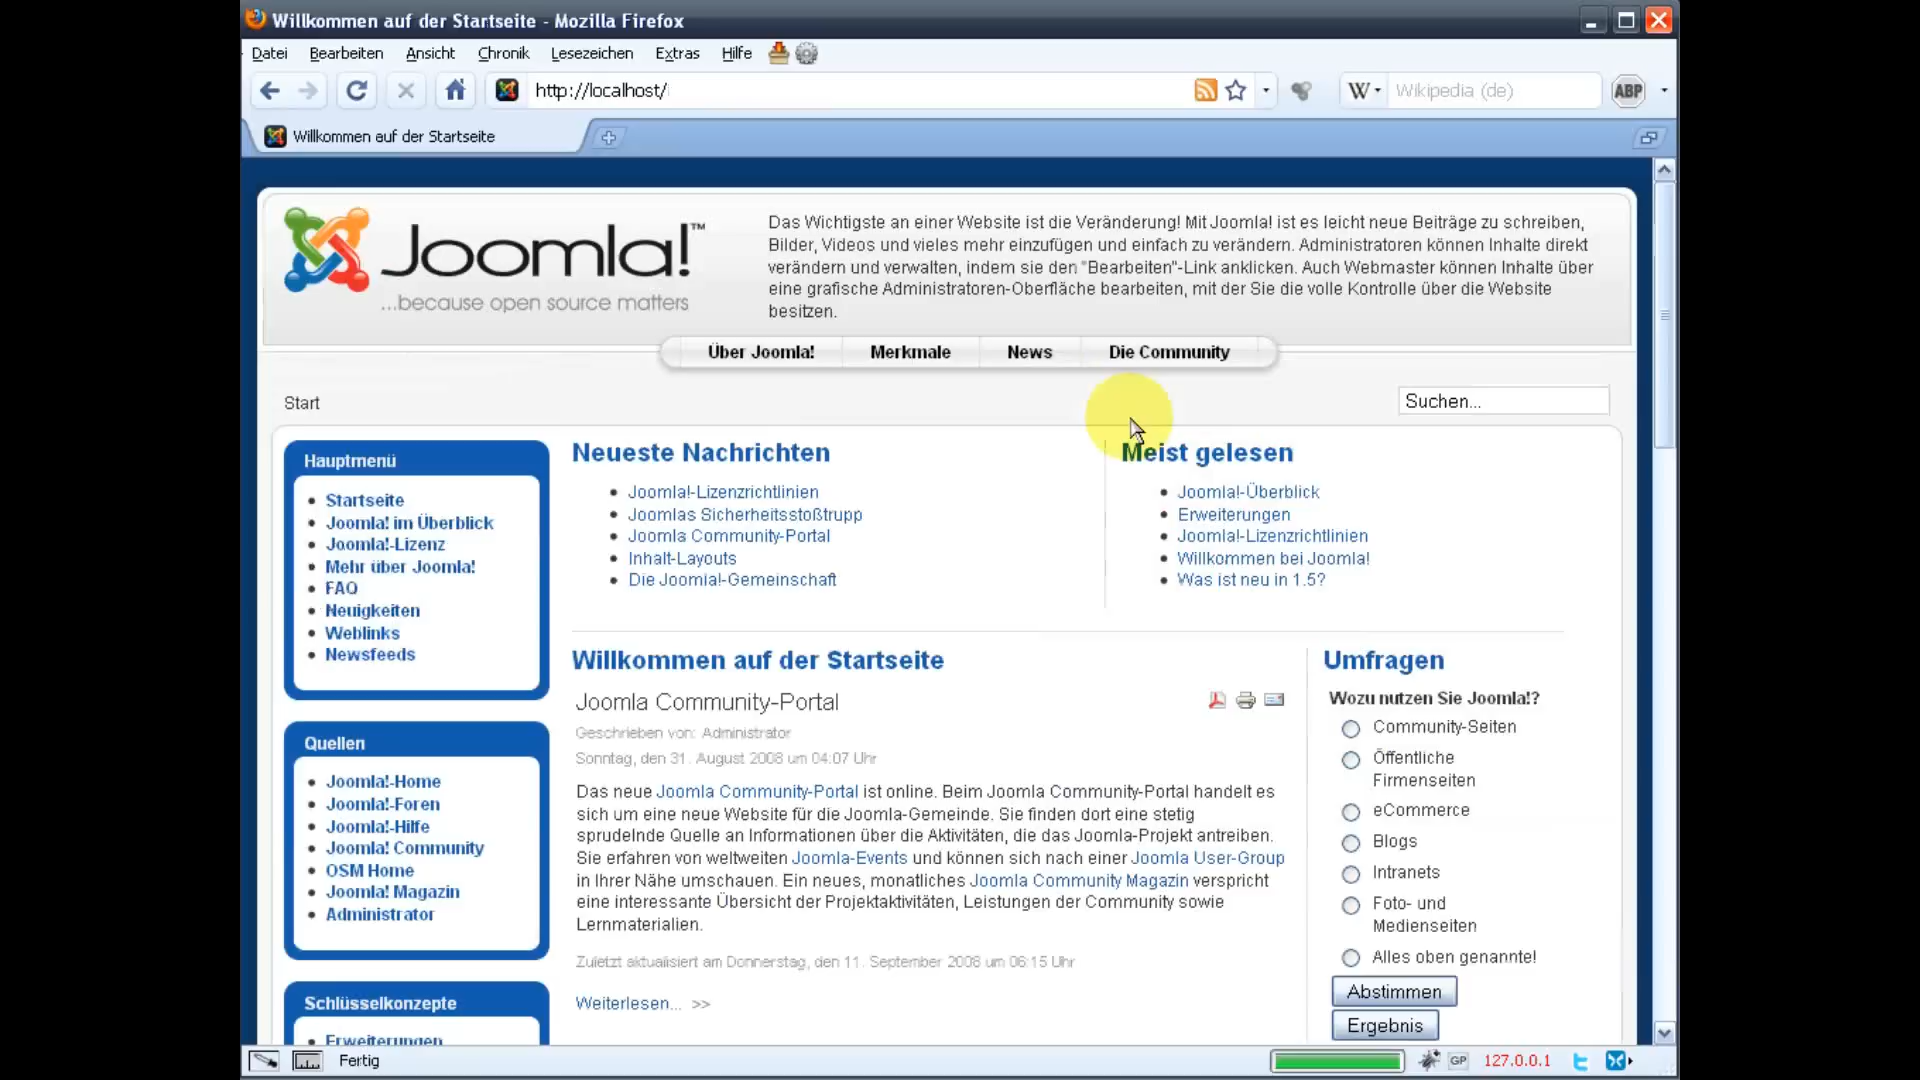 Willkommen auf der Startseite - Mozilla Firefox
Datei Bearbeiten Ansicht Chronik Lesezeichen Extras Hilfe
http://localhost/ W Wikipedia (de) ABP
Willkommen auf der Startseite
Joomla!™
...because open source matters
Das Wichtigste an einer Website ist die Veränderung! Mit Joomla! ist es leicht neue Beiträge zu schreiben,
Bilder, Videos und vieles mehr einzufügen und einfach zu verändern. Administratoren können Inhalte direkt
verändern und verwalten, indem sie den "Bearbeiten"-Link anklicken. Auch Webmaster können Inhalte über
eine grafische Administratoren-Oberfläche bearbeiten, mit der Sie die volle Kontrolle über die Website
besitzen.
Über Joomla! Merkmale News Die Community
Start
Suchen...
Hauptmenü
Startseite
Joomla! im Überblick
Joomla!-Lizenz
Mehr über Joomla!
FAQ
Neuigkeiten
Weblinks
Newsfeeds
Quellen
Joomla!-Home
Joomla!-Foren
Joomla!-Hilfe
Joomla! Community
OSM Home
Joomla! Magazin
Administrator
Schlüsselkonzepte
Erweiterungen
Neueste Nachrichten
Joomla!-Lizenzrichtlinien
Joomlas Sicherheitsstoßtrupp
Joomla Community-Portal
Inhalt-Layouts
Die Joomla!-Gemeinschaft
Meist gelesen
Joomla!-Überblick
Erweiterungen
Joomla!-Lizenzrichtlinien
Willkommen bei Joomla!
Was ist neu in 1.5?
Willkommen auf der Startseite
Joomla Community-Portal
Geschrieben von: Administrator
Sonntag, den 31. August 2008 um 04:07 Uhr
Das neue Joomla Community-Portal ist online. Beim Joomla Community-Portal handelt es
sich um eine neue Website für die Joomla-Gemeinde. Sie finden dort eine stetig
sprudelnde Quelle an Informationen über die Aktivitäten, die das Joomla-Projekt antreiben.
Sie erfahren von weltweiten Joomla-Events und können sich nach einer Joomla User-Group
in Ihrer Nähe umschauen. Ein neues, monatliches Joomla Community Magazin verspricht
eine interessante Übersicht der Projektaktivitäten, Leistungen der Community sowie
Lernmaterialien.
Zuletzt aktualisiert am Donnerstag, den 11. September 2008 um 06:15 Uhr
Weiterlesen... >>
Umfragen
Wozu nutzen Sie Joomla!?
Community-Seiten
Öffentliche
Firmenseiten
eCommerce
Blogs
Intranets
Foto- und
Medienseiten
Alles oben genannte!
Abstimmen
Ergebnis
Fertig GP 127.0.0.1